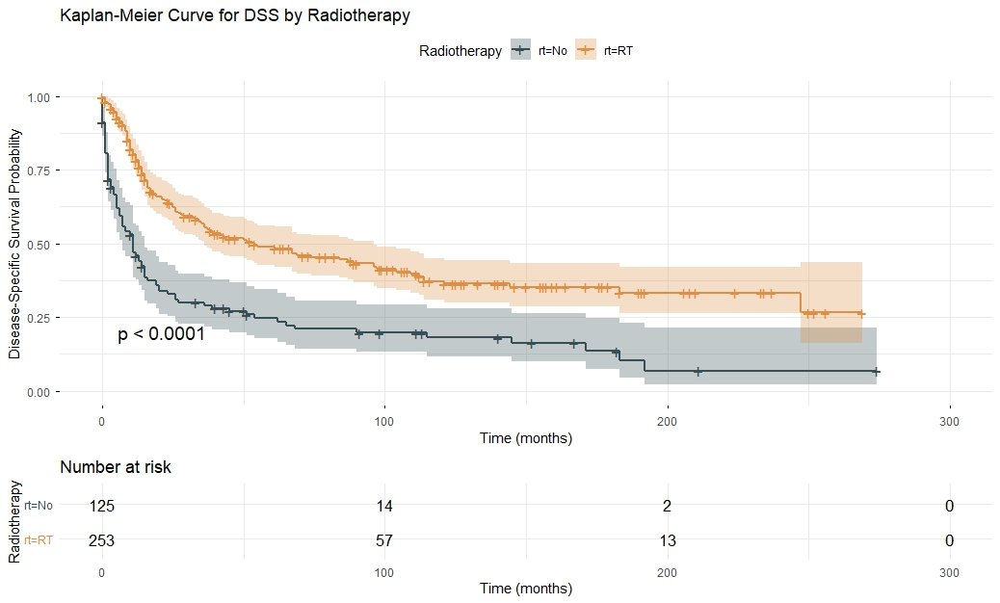 Kaplan-Meier Curve for DSS by Radiotherapy
Radiotherapy rt=No rt=RT
Disease-Specific Survival Probability
1.00
0.75
0.50
0.25
0.00
p < 0.0001
0 100 200 300
Time (months)
Number at risk
Radiotherapy
rt=No 125 14 2 0
rt=RT 253 57 13 0
0 100 200 300
Time (months)